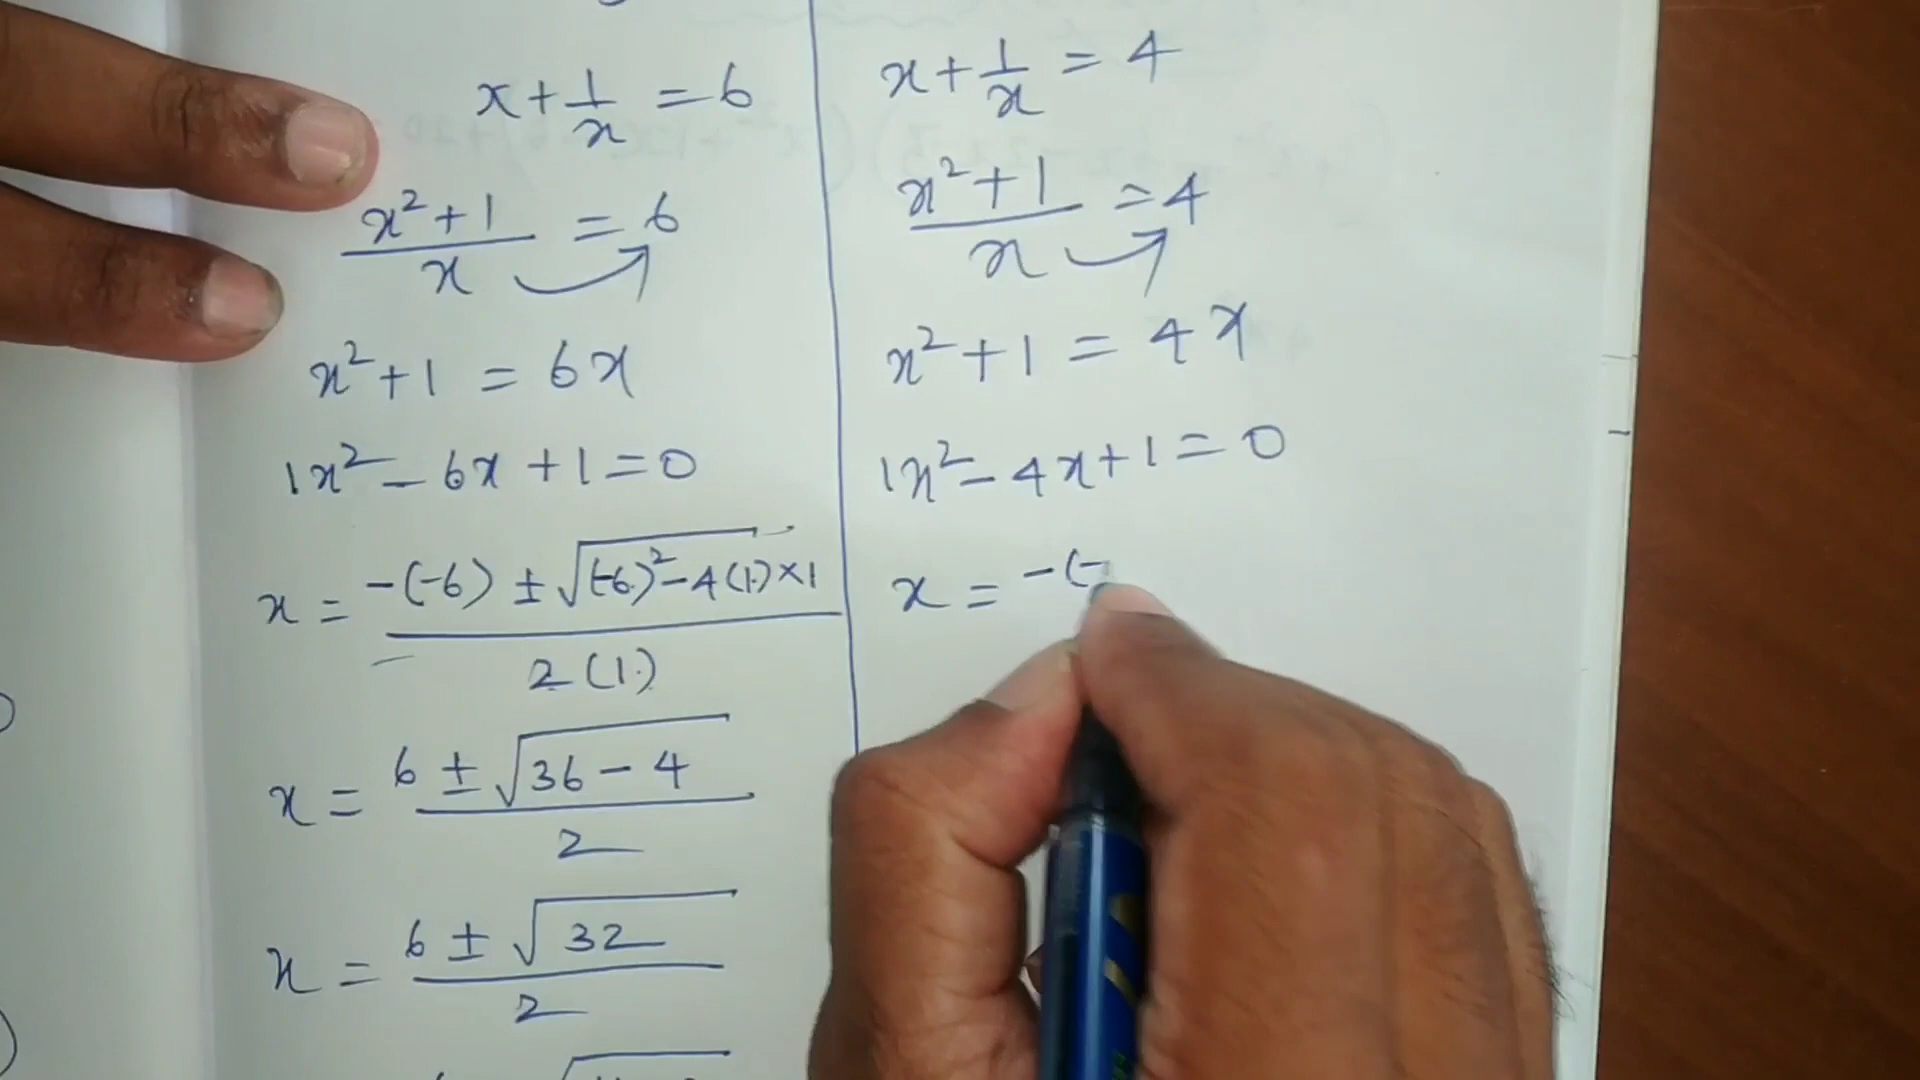 x + 1/x = 6
(x² + 1)/x = 6
x² + 1 = 6x
1x² - 6x + 1 = 0
x = (-(-6) ± √((-6)² - 4(1)×1))/(2(1))
x = (6 ± √(36 - 4))/2
x = (6 ± √32)/2
x + 1/x = 4
(x² + 1)/x = 4
x² + 1 = 4x
1x² - 4x + 1 = 0
x = -(-